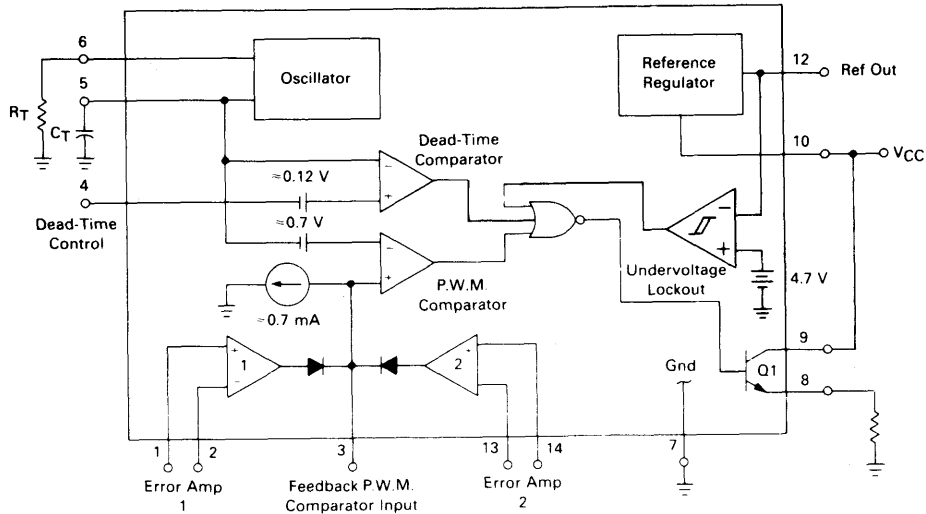 6
Oscillator
Reference
Regulator
12
Ref Out
5
RT
CT
10
VCC
4
Dead-Time
Control
≈0.12 V
≈0.7 V
Dead-Time
Comparator
−
+
−
+
P.W.M.
Comparator
≈0.7 mA
−
+
Undervoltage
Lockout
4.7 V
+
1
−
2
+
Gnd
Q1
9
8
1
2
3
13
14
7
Error Amp
1
Feedback P.W.M.
Comparator Input
Error Amp
2